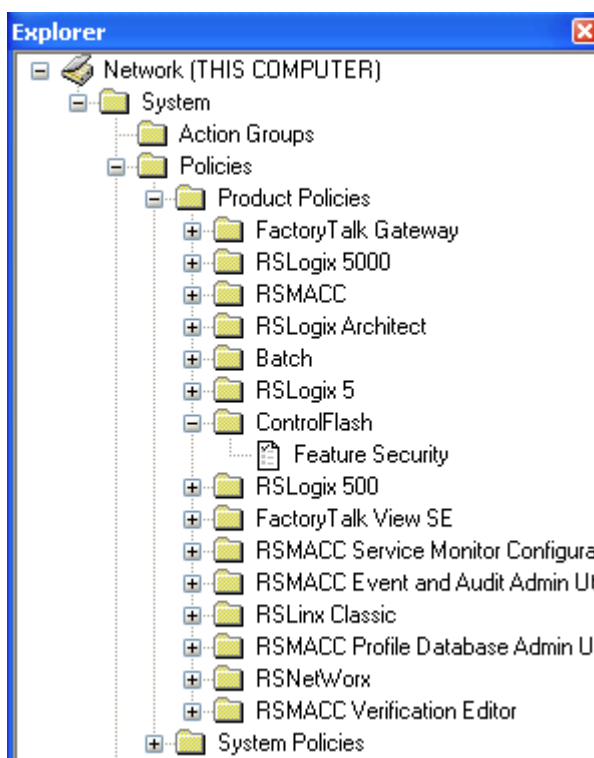 Explorer
Network (THIS COMPUTER)
System
Action Groups
Policies
Product Policies
FactoryTalk Gateway
RSLogix 5000
RSMACC
RSLogix Architect
Batch
RSLogix 5
ControlFlash
Feature Security
RSLogix 500
FactoryTalk View SE
RSMACC Service Monitor Configura
RSMACC Event and Audit Admin Ut
RSLinx Classic
RSMACC Profile Database Admin U
RSNetWorx
RSMACC Verification Editor
System Policies